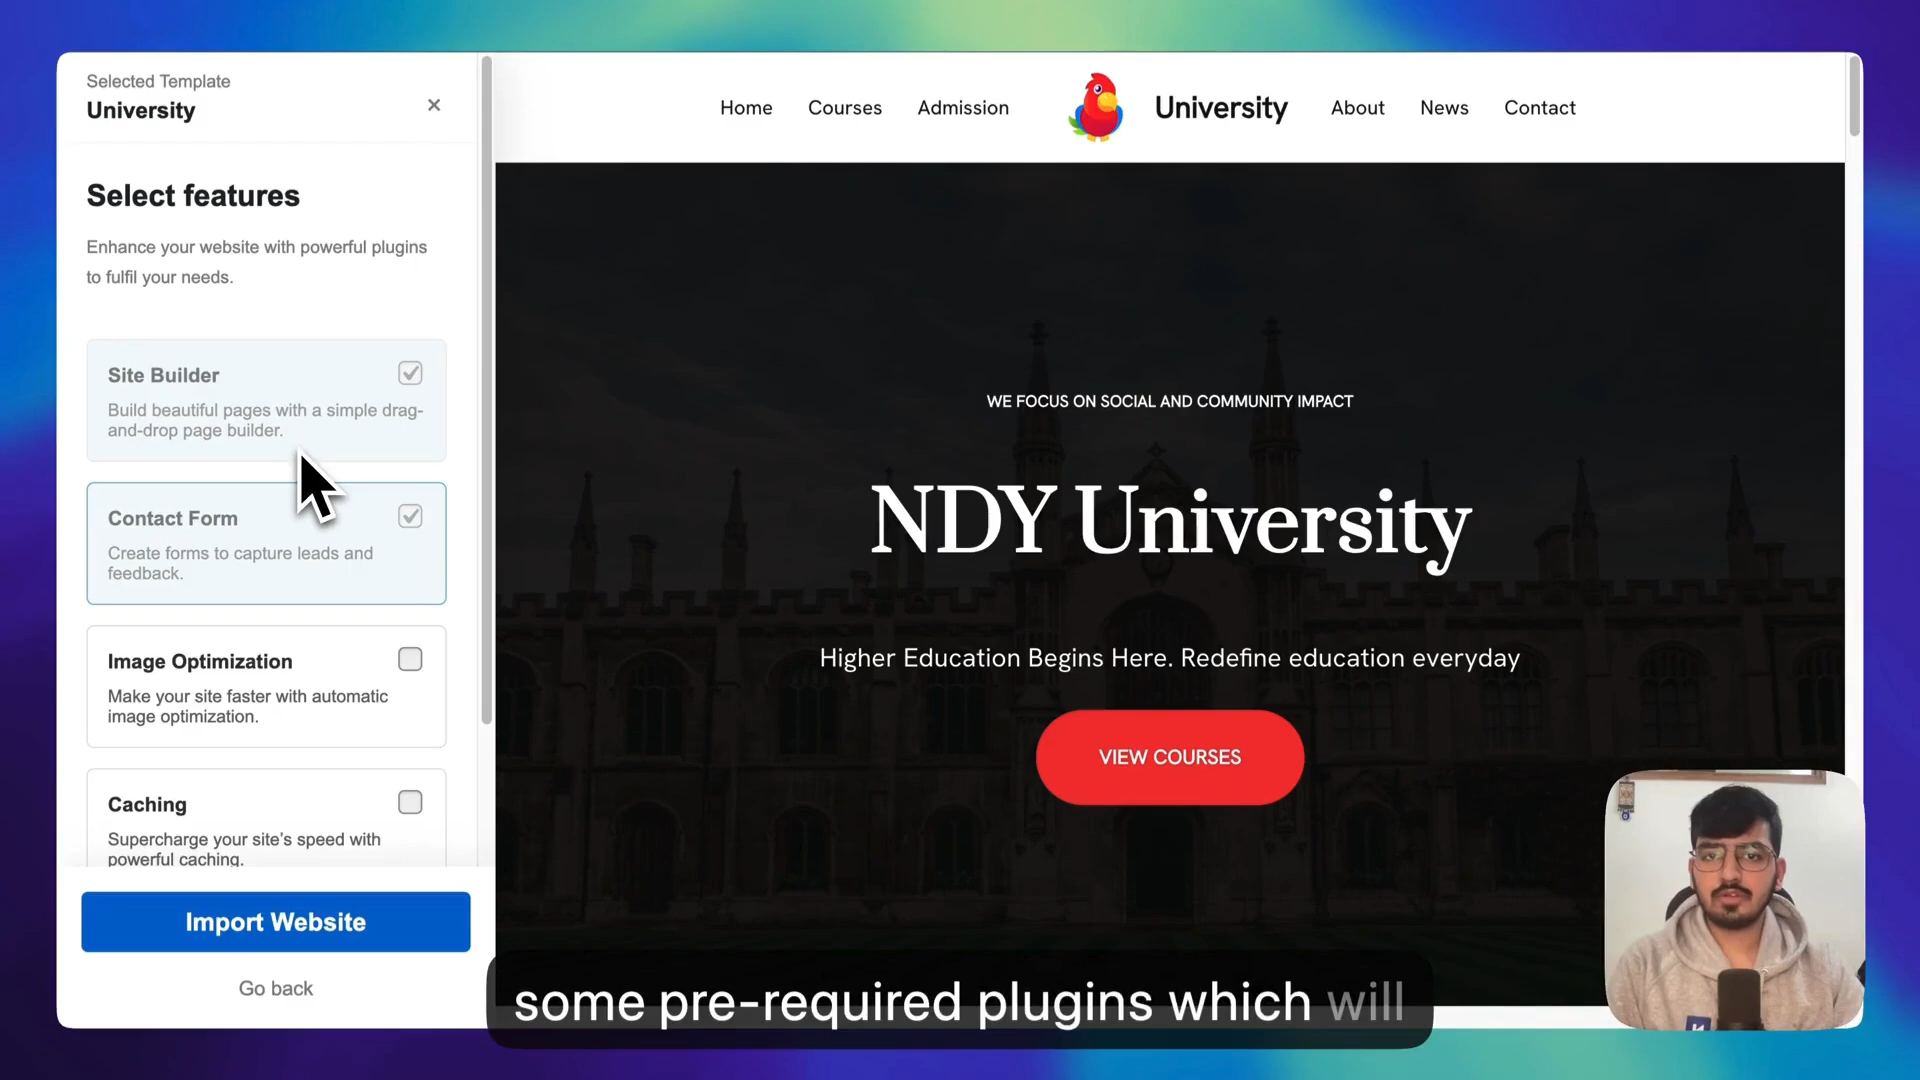 Selected Template
University
Select features
Enhance your website with powerful plugins
to fulfil your needs.
Site Builder
Build beautiful pages with a simple drag-
and-drop page builder.
Contact Form
Create forms to capture leads and
feedback.
Image Optimization
Make your site faster with automatic
image optimization.
Caching
Supercharge your site's speed with
powerful caching.
Import Website
Go back
Home Courses Admission University About News Contact
WE FOCUS ON SOCIAL AND COMMUNITY IMPACT
NDY University
Higher Education Begins Here. Redefine education everyday
VIEW COURSES
some pre-required plugins which will